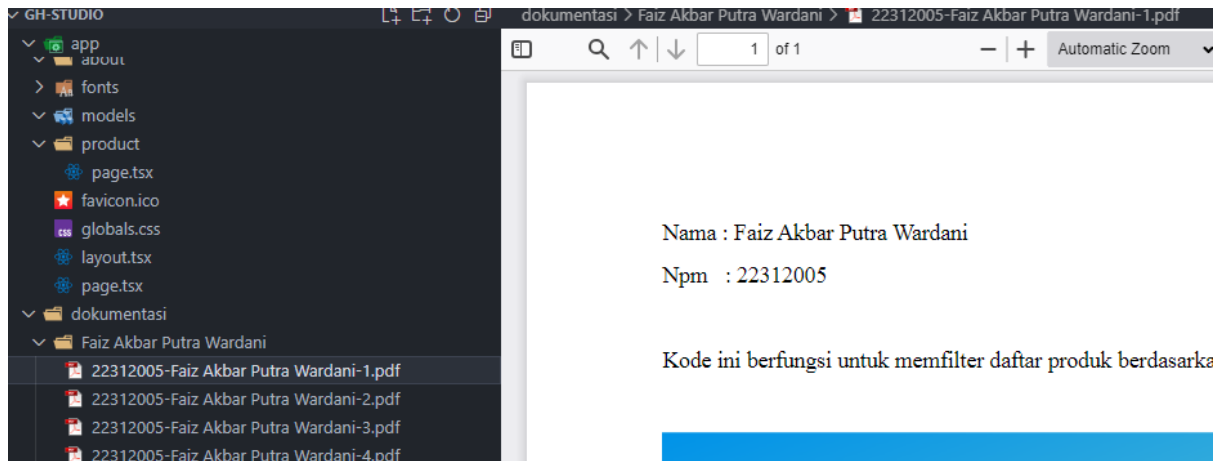 GH-STUDIO
app
about
fonts
models
product
page.tsx
favicon.ico
globals.css
layout.tsx
page.tsx
dokumentasi
Faiz Akbar Putra Wardani
22312005-Faiz Akbar Putra Wardani-1.pdf
22312005-Faiz Akbar Putra Wardani-2.pdf
22312005-Faiz Akbar Putra Wardani-3.pdf
22312005-Faiz Akbar Putra Wardani-4.pdf
dokumentasi > Faiz Akbar Putra Wardani > 22312005-Faiz Akbar Putra Wardani-1.pdf
1 of 1 Automatic Zoom
Nama : Faiz Akbar Putra Wardani
Npm : 22312005
Kode ini berfungsi untuk memfilter daftar produk berdasarka